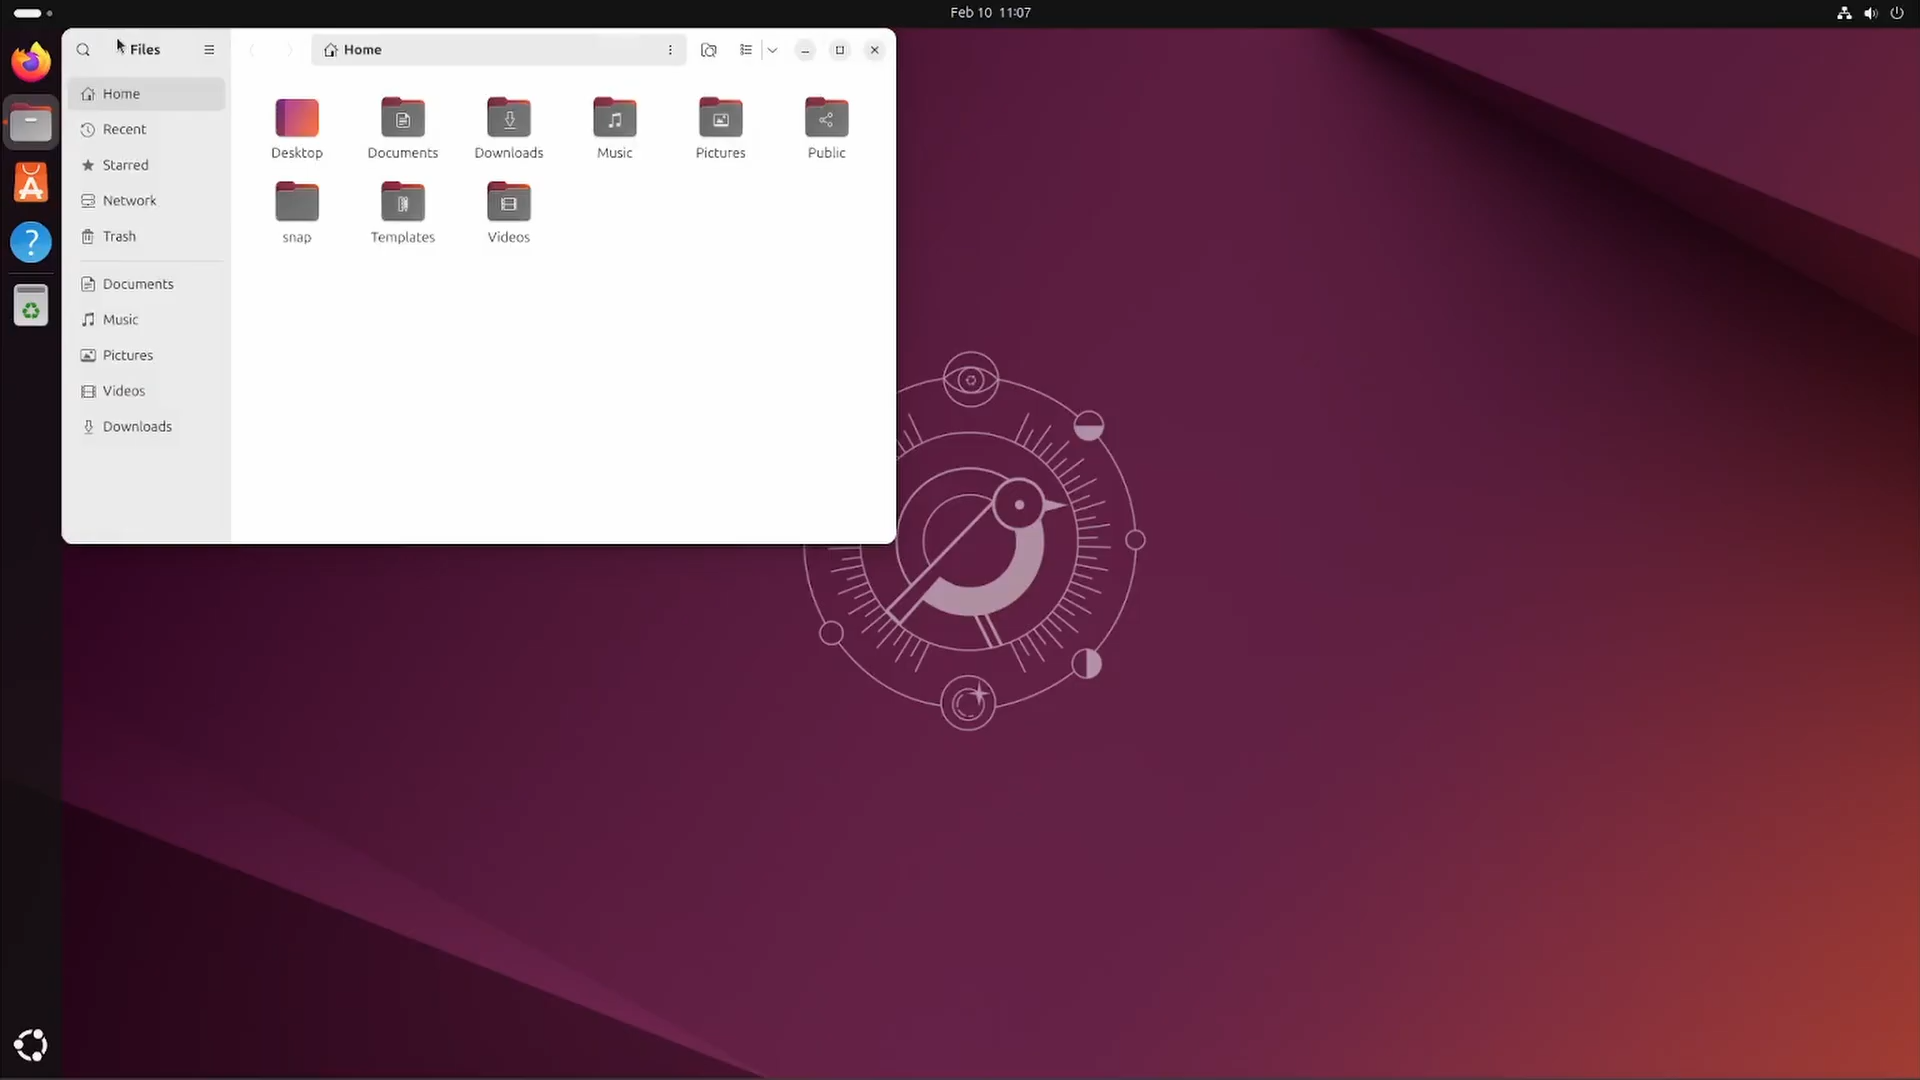 Feb 10 11:07
Files
Home
Home
Recent
Starred
Network
Trash
Documents
Music
Pictures
Videos
Downloads
Desktop
Documents
Downloads
Music
Pictures
Public
snap
Templates
Videos